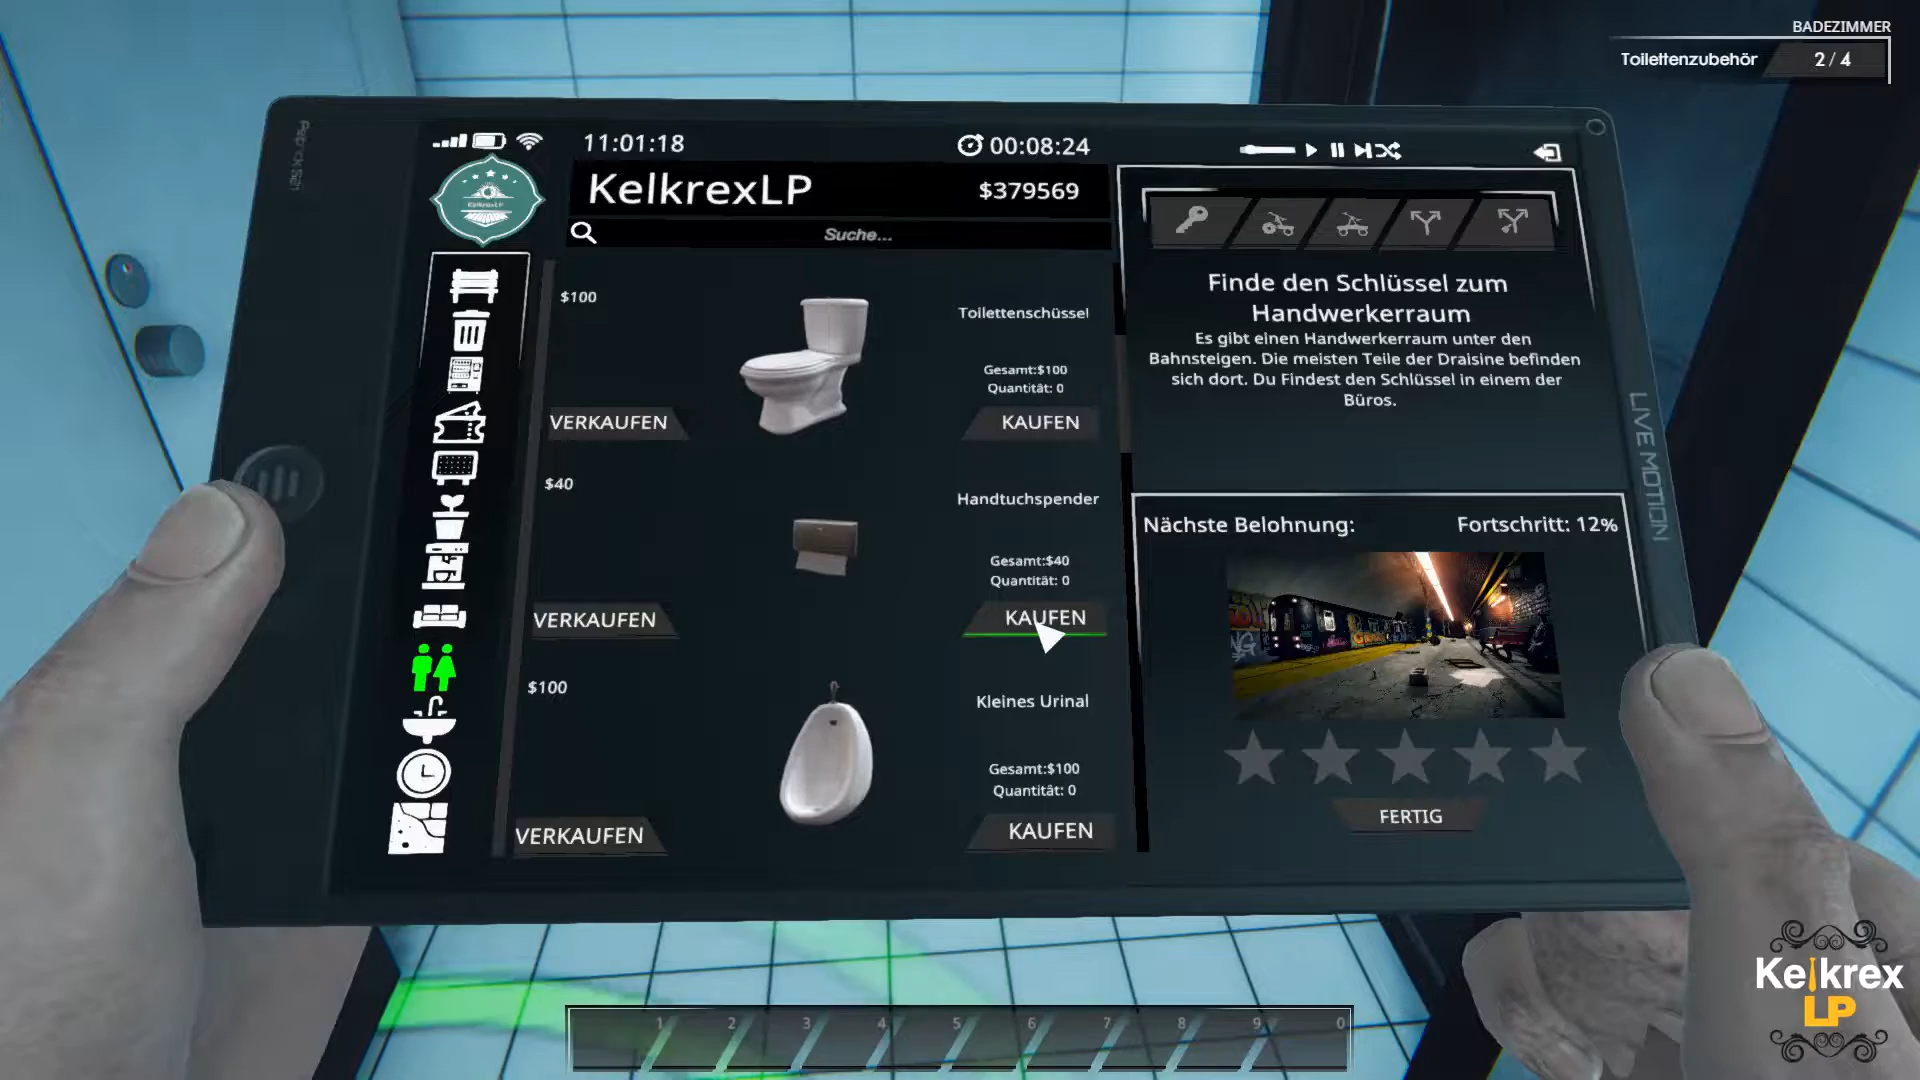 BADEZIMMER
Toilettenzubehör 2 / 4
11:01:18 00:08:24
KelkrexLP $379569
Suche...
$100
Toilettenschüssel
Gesamt:$100
Quantität: 0
VERKAUFEN KAUFEN
$40
Handtuchspender
Gesamt:$40
Quantität: 0
VERKAUFEN KAUFEN
$100
Kleines Urinal
Gesamt:$100
Quantität: 0
VERKAUFEN KAUFEN
Finde den Schlüssel zum
Handwerkerraum
Es gibt einen Handwerkerraum unter den
Bahnsteigen. Die meisten Teile der Draisine befinden
sich dort. Du Findest den Schlüssel in einem der
Büros.
Nächste Belohnung: Fortschritt: 12%
FERTIG
LIVE MOTION
1 2 3 4 5 6 7 8 9 0
Kelkrex
LP